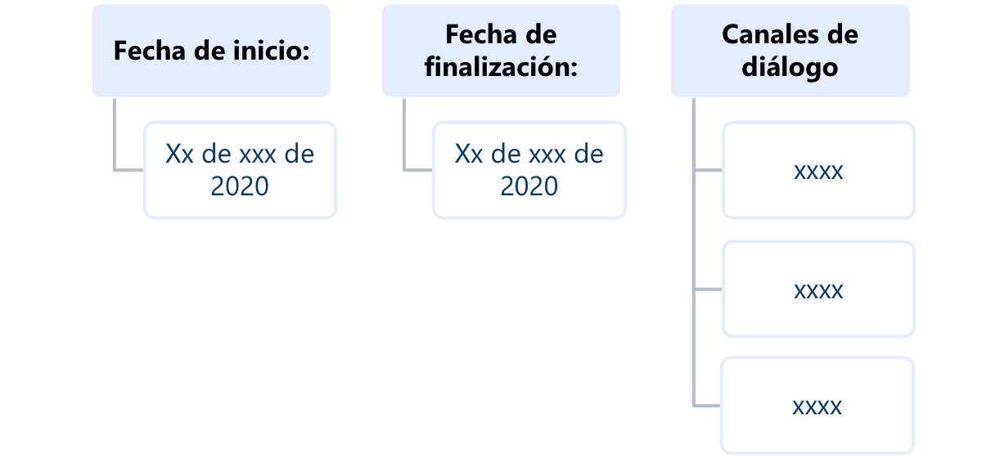 Fecha de inicio:
Xx de xxx de
2020
Fecha de
finalización:
Xx de xxx de
2020
Canales de
diálogo
xxxx
xxxx
xxxx